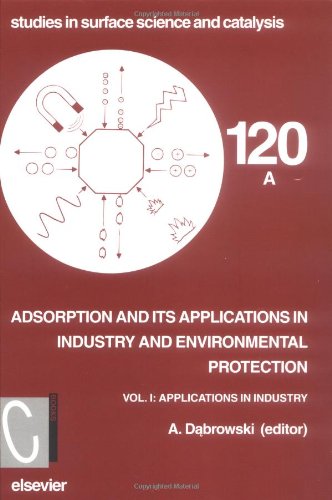 studies in surface science and catalysis
120
A
ADSORPTION AND ITS APPLICATIONS IN
INDUSTRY AND ENVIRONMENTAL
PROTECTION
VOL. I: APPLICATIONS IN INDUSTRY
A. Dąbrowski (editor)
elsevier